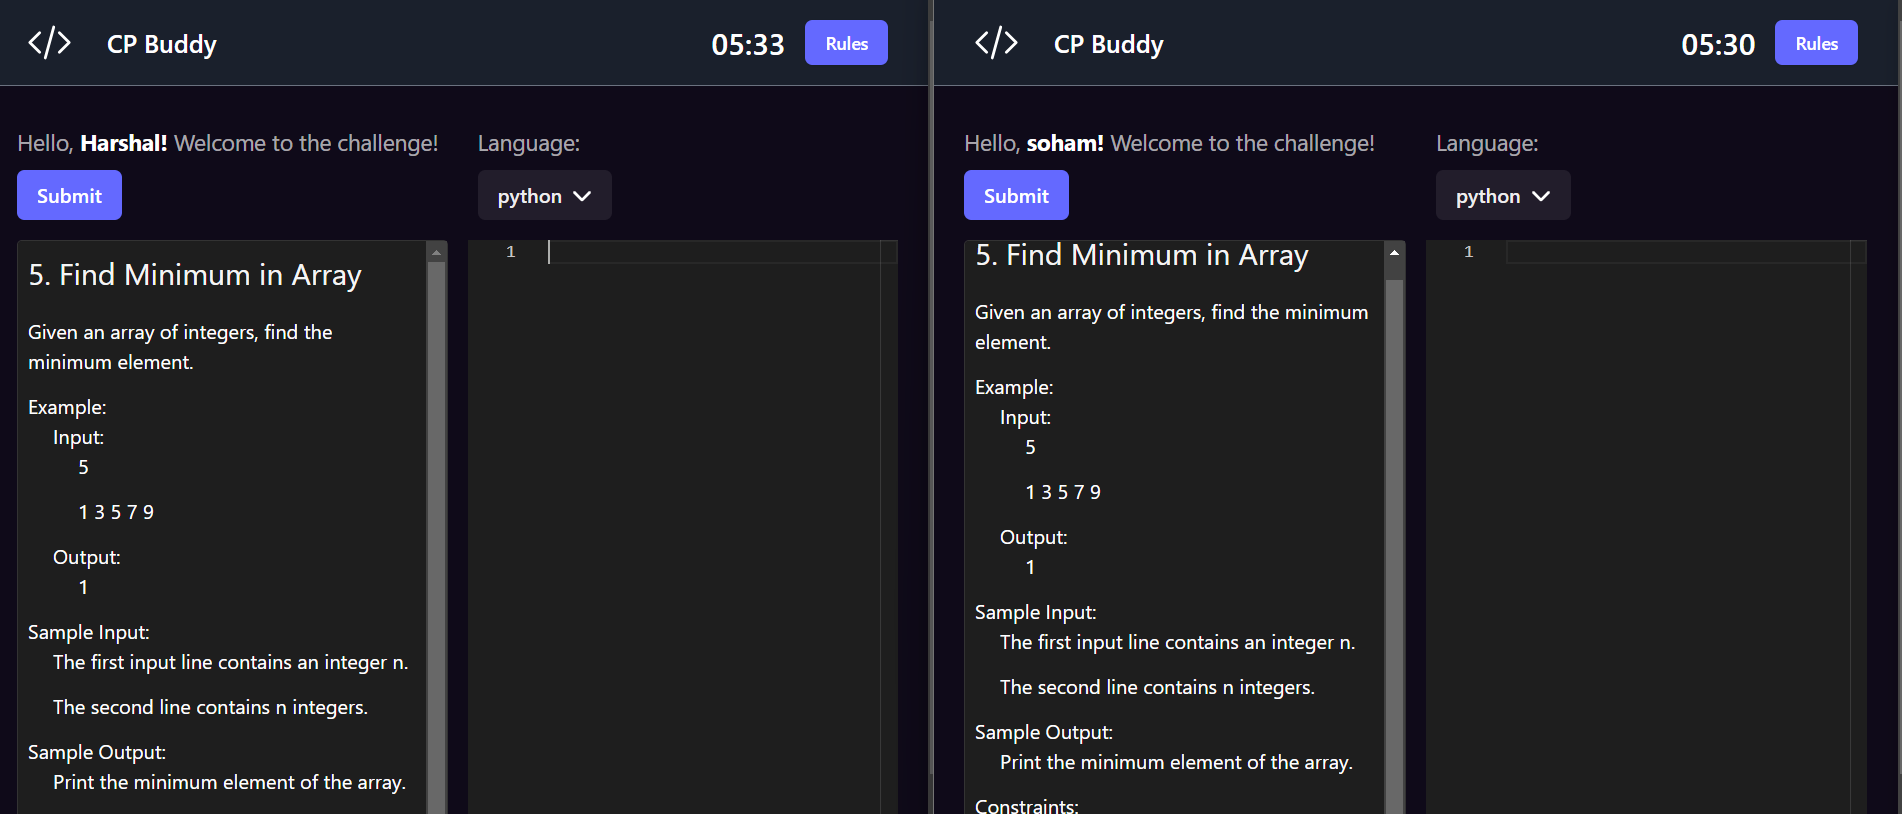 </> CP Buddy
05:33
Rules
Hello, Harshal! Welcome to the challenge!
Submit
Language:
python
5. Find Minimum in Array
Given an array of integers, find the
minimum element.
Example:
Input:
5
1 3 5 7 9
Output:
1
Sample Input:
The first input line contains an integer n.
The second line contains n integers.
Sample Output:
Print the minimum element of the array.
1
</> CP Buddy
05:30
Rules
Hello, soham! Welcome to the challenge!
Submit
Language:
python
5. Find Minimum in Array
Given an array of integers, find the minimum
element.
Example:
Input:
5
1 3 5 7 9
Output:
1
Sample Input:
The first input line contains an integer n.
The second line contains n integers.
Sample Output:
Print the minimum element of the array.
Constraints:
1